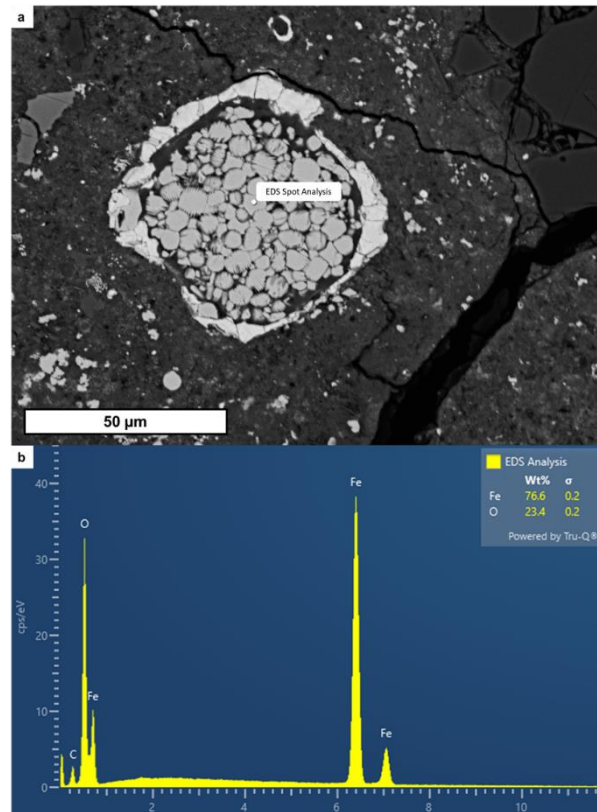 a
EDS Spot Analysis
50 µm
b
EDS Analysis
Wt% σ
Fe 76.6 0.2
O 23.4 0.2
Powered by Tru-Q®
cps/eV
40
30
20
10
0
C
O
Fe
Fe
Fe
2 4 6 8 10